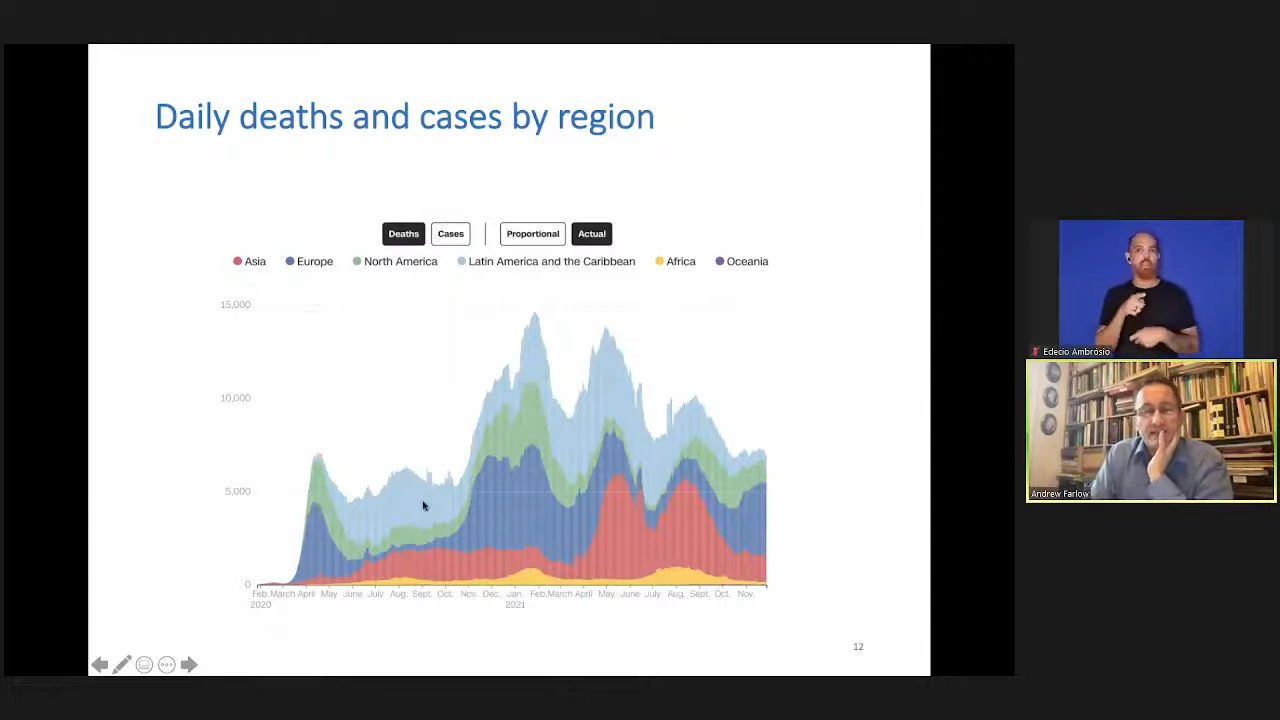 Daily deaths and cases by region
Deaths Cases Proportional Actual
Asia Europe North America Latin America and the Caribbean Africa Oceania
15,000
10,000
5,000
0
Feb. March April May June July Aug. Sept. Oct. Nov. Dec. Jan. Feb. March April May June July Aug. Sept. Oct. Nov.
2020 2021
12
Edecio Ambrósio
Andrew Farlow